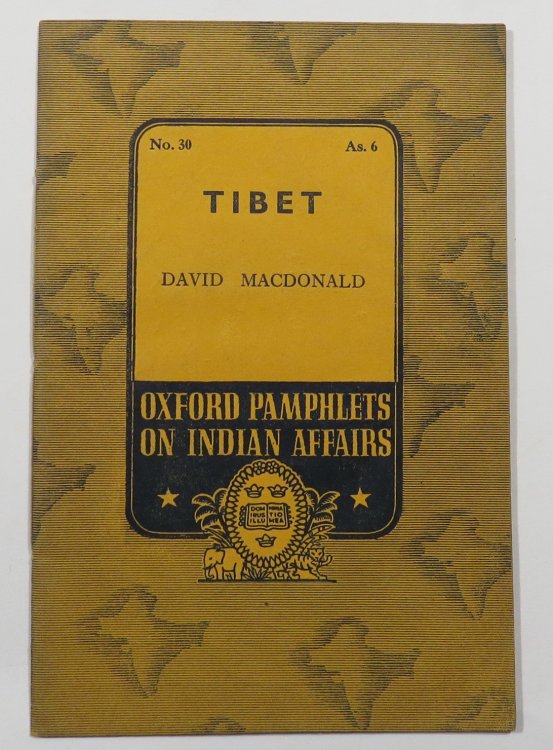 No. 30 As. 6
TIBET
DAVID MACDONALD
OXFORD PAMPHLETS
ON INDIAN AFFAIRS
DOM MINA
INUS TIO
ILLU MEA